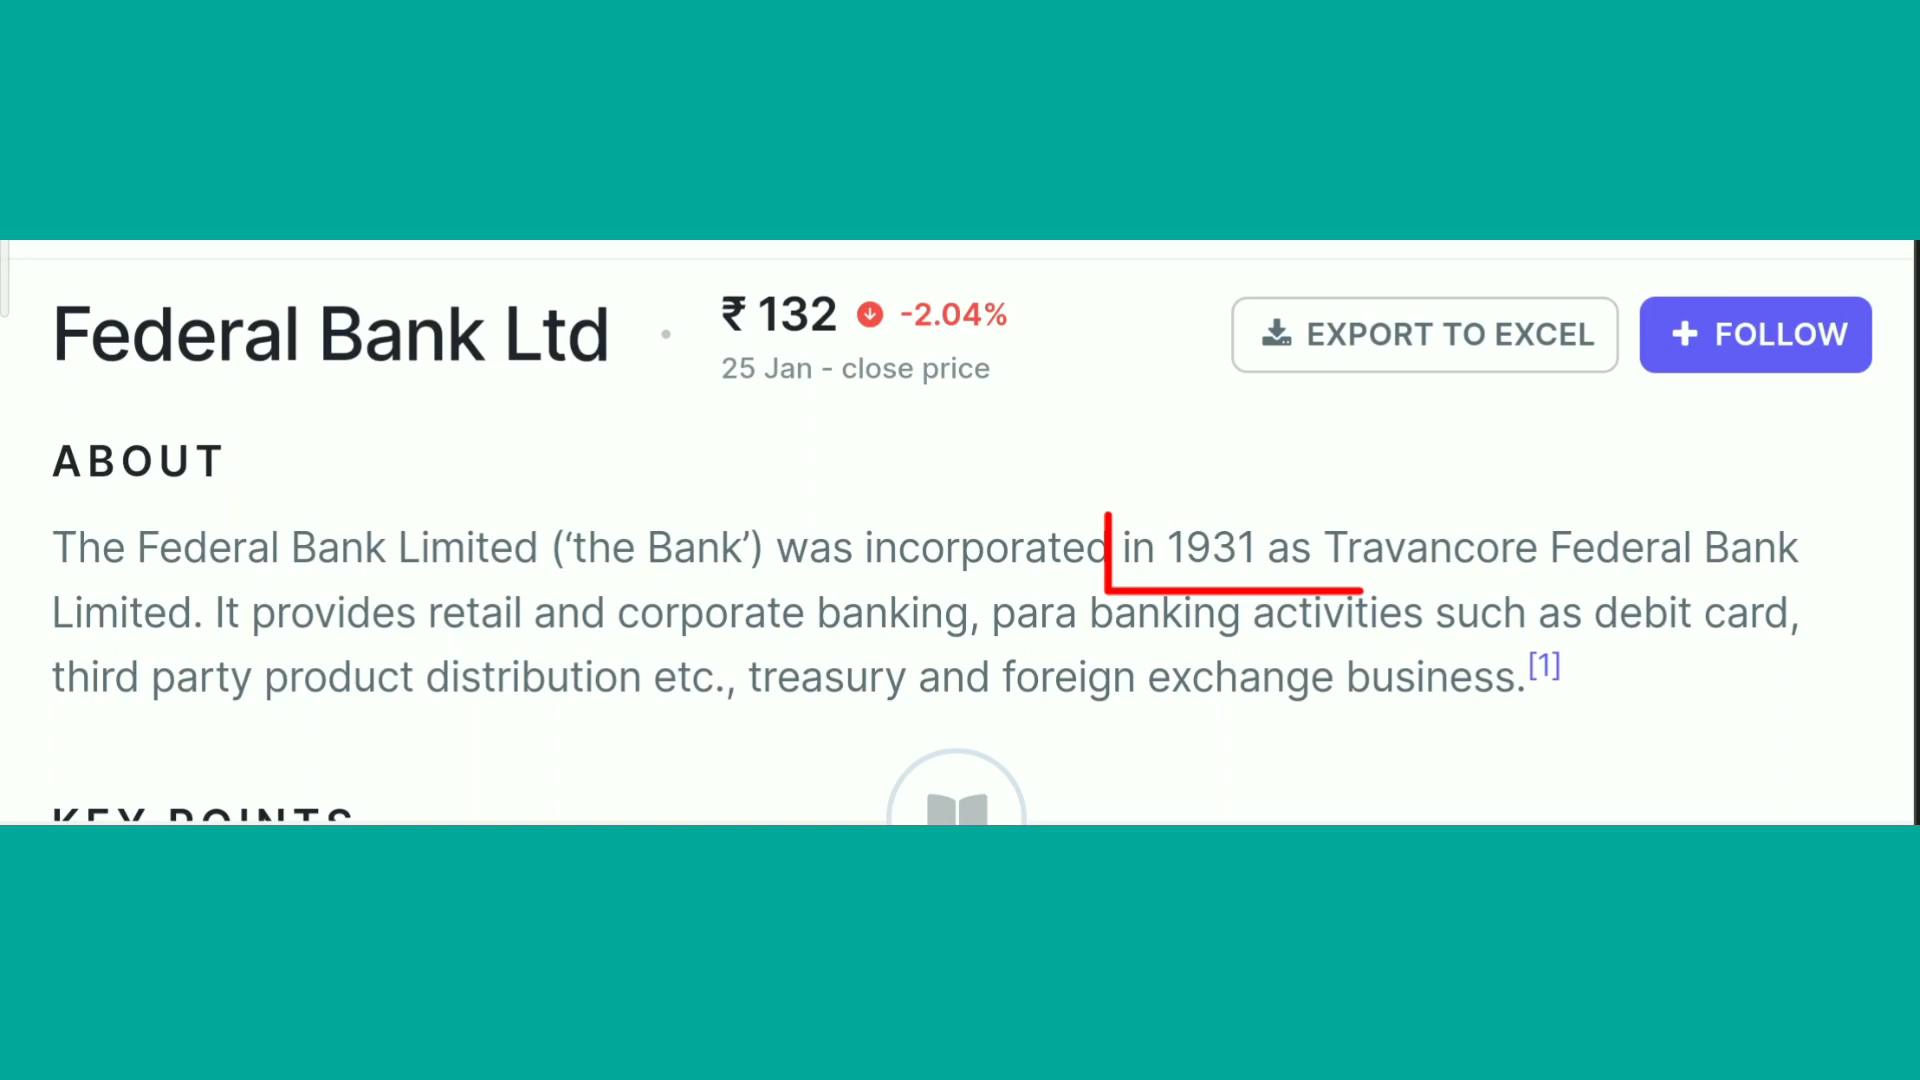 Federal Bank Ltd
₹ 132 -2.04%
25 Jan - close price
EXPORT TO EXCEL
FOLLOW
ABOUT
The Federal Bank Limited (‘the Bank’) was incorporated in 1931 as Travancore Federal Bank
Limited. It provides retail and corporate banking, para banking activities such as debit card,
third party product distribution etc., treasury and foreign exchange business.[1]
KEY POINTS